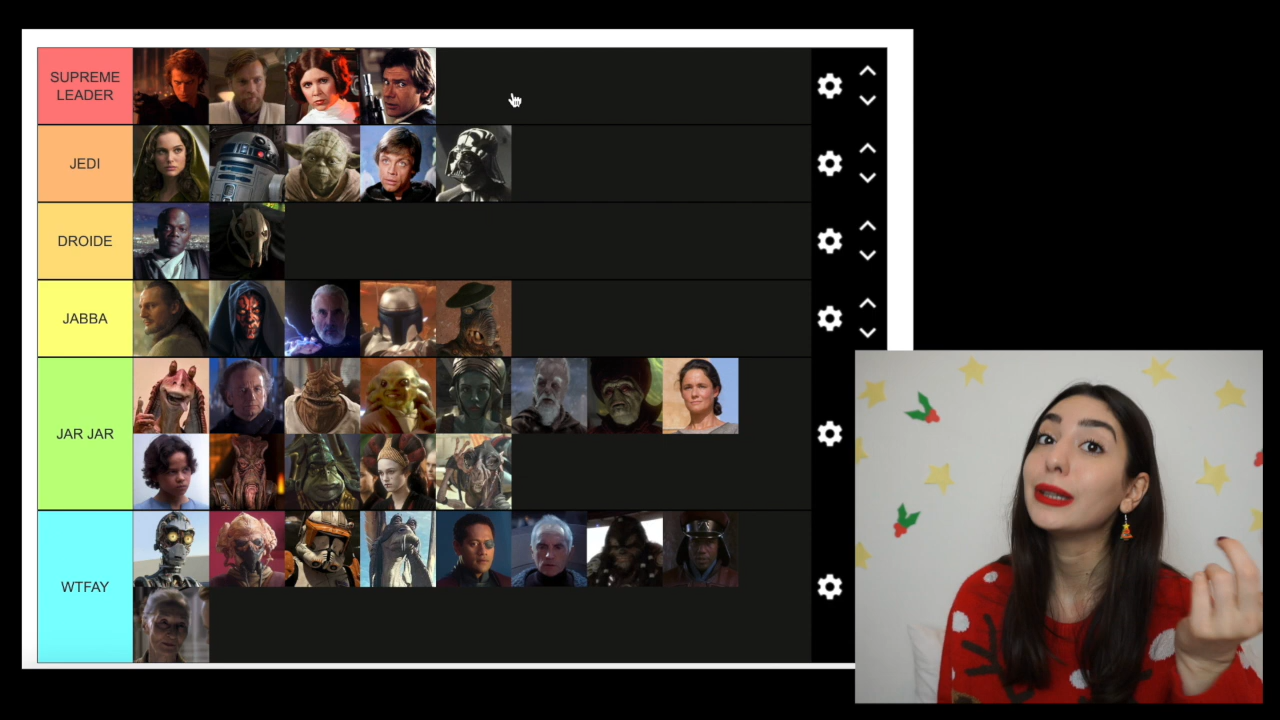 SUPREME
LEADER
JEDI
DROIDE
JABBA
JAR JAR
WTFAY